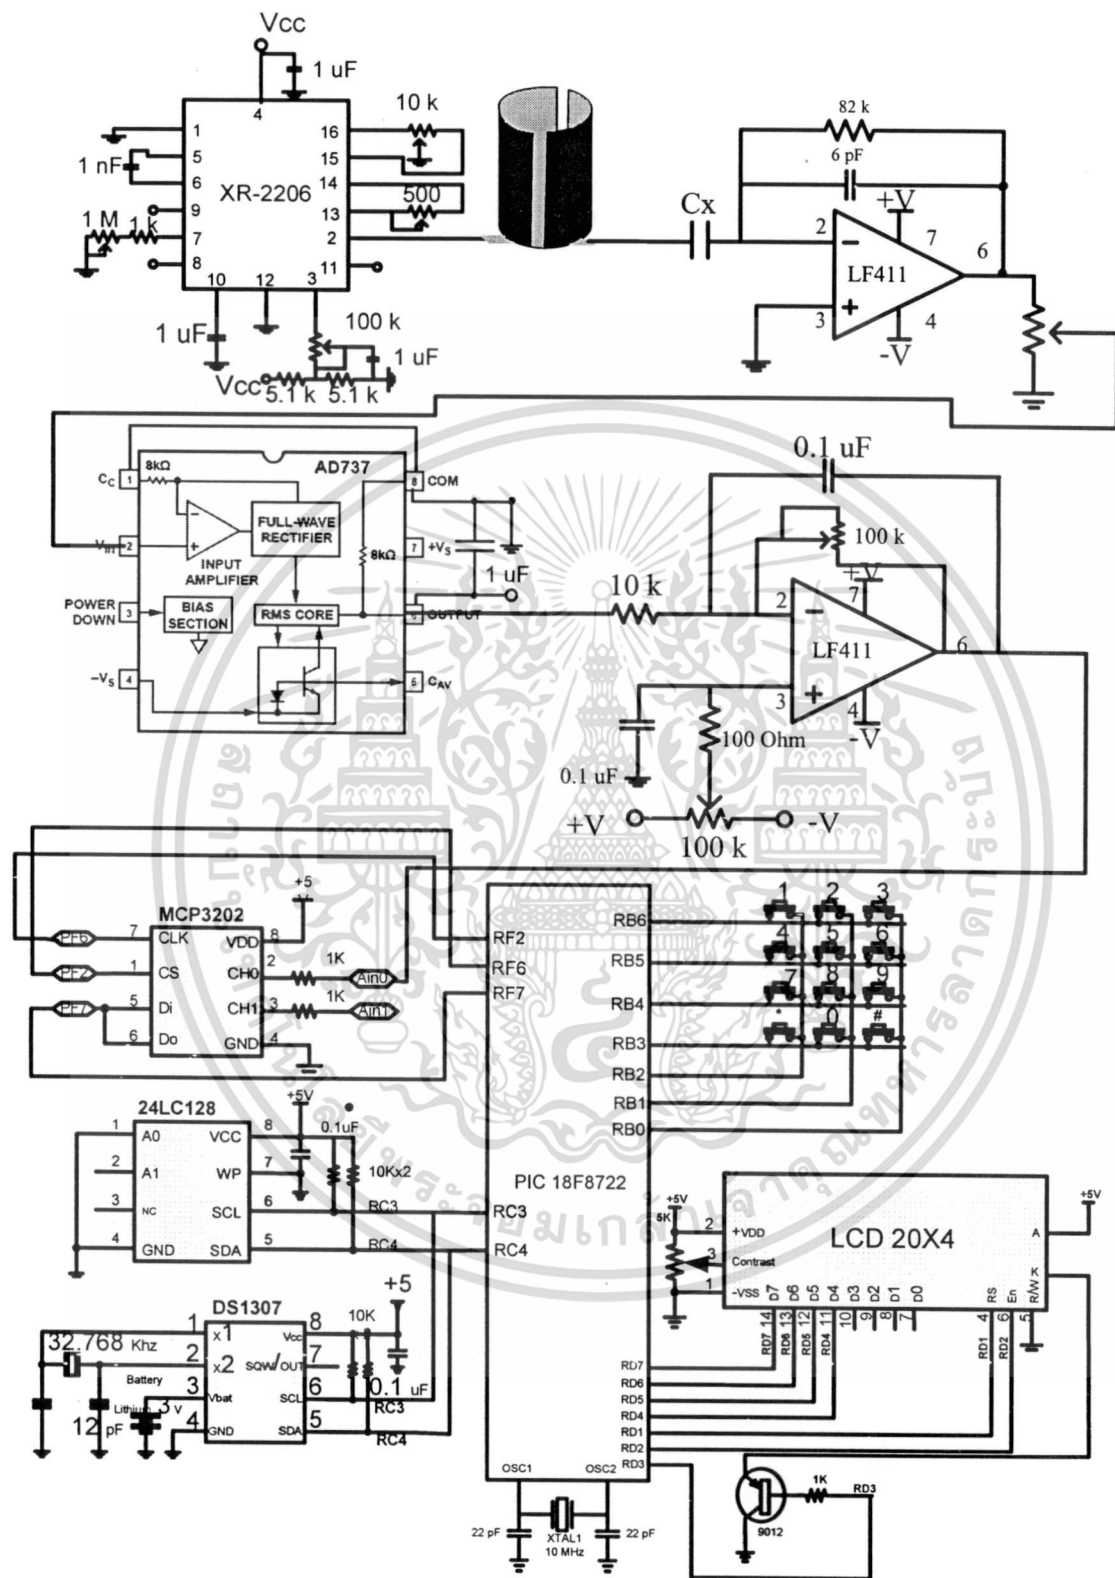 Vcc
1 uF
4
1
5
6
9
7
8
10
12
3
16
15
14
13
2
11
XR-2206
1 nF
1 M
1 k
10 k
500
1 uF
100 k
1 uF
Vcc
5.1 k
5.1 k
Cx
82 k
6 pF
+V
2
7
6
LF411
3
4
-V
AD737
CC
1
8kΩ
8
COM
FULL-WAVE
RECTIFIER
VIN
2
INPUT
AMPLIFIER
8kΩ
7
+VS
1 uF
POWER
DOWN
3
BIAS
SECTION
RMS CORE
6
OUTPUT
-VS
4
5
CAV
0.1 uF
100 k
10 k
+V
2
7
6
LF411
3
4
-V
0.1 uF
100 Ohm
+V
-V
100 k
MCP3202
+5
PF6
7
CLK
VDD
8
PF2
1
CS
CH0
2
1K
Ain0
PF7
5
Di
CH1
3
1K
Ain1
6
Do
GND
4
RF2
RF6
RF7
RB6
RB5
RB4
RB3
RB2
RB1
RB0
1 2 3
4 5 6
7 8 9
* 0 #
24LC128
+5V
0.1uF
1
A0
VCC
8
2
A1
WP
7
10Kx2
3
NC
SCL
6
RC3
4
GND
SDA
5
RC4
RC3
RC4
PIC 18F8722
DS1307
+5
10K
1
X1
Vcc
8
32.768 Khz
2
X2
SQW/OUT
7
Battery
3
Vbat
SCL
6
0.1 uF
RC3
Lithium
3 v
12 pF
4
GND
SDA
5
RC4
+5V
5K
2
+VDD
3
Contrast
1
-VSS
LCD 20X4
A
K
+5V
D7 D6 D5 D4 D3 D2 D1 D0 RS En R/W
14 13 12 11 10 9 8 7 4 6 5
RD7 RD6 RD5 RD4 RD1 RD2
RD7
RD6
RD5
RD4
RD1
RD2
RD3
OSC1
OSC2
22 pF
XTAL1
10 MHz
22 pF
9012
1K
RD3